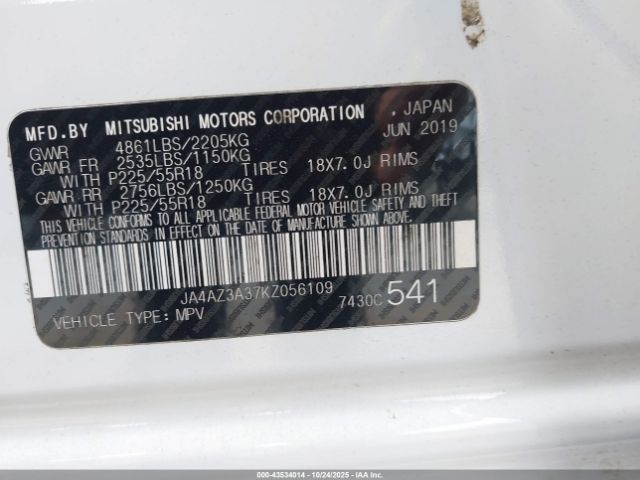 MFD.BY MITSUBISHI MOTORS CORPORATION , JAPAN
GVWR 4861LBS/2205KG JUN 2019
GAWR FR 2535LBS/1150KG
WITH P225/55R18 TIRES 18X7.0J RIMS
GAWR RR 2756LBS/1250KG
WITH P225/55R18 TIRES 18X7.0J RIMS
THIS VEHICLE CONFORMS TO ALL APPLICABLE FEDERAL MOTOR VEHICLE SAFETY AND THEFT
PREVENTION STANDARDS IN EFFECT ON THE DATE OF MANUFACTURE SHOWN ABOVE.
JA4AZ3A37KZ056109
VEHICLE TYPE: MPV 7430C 541
000-43534014 - 10/24/2025 - IAAI.COM